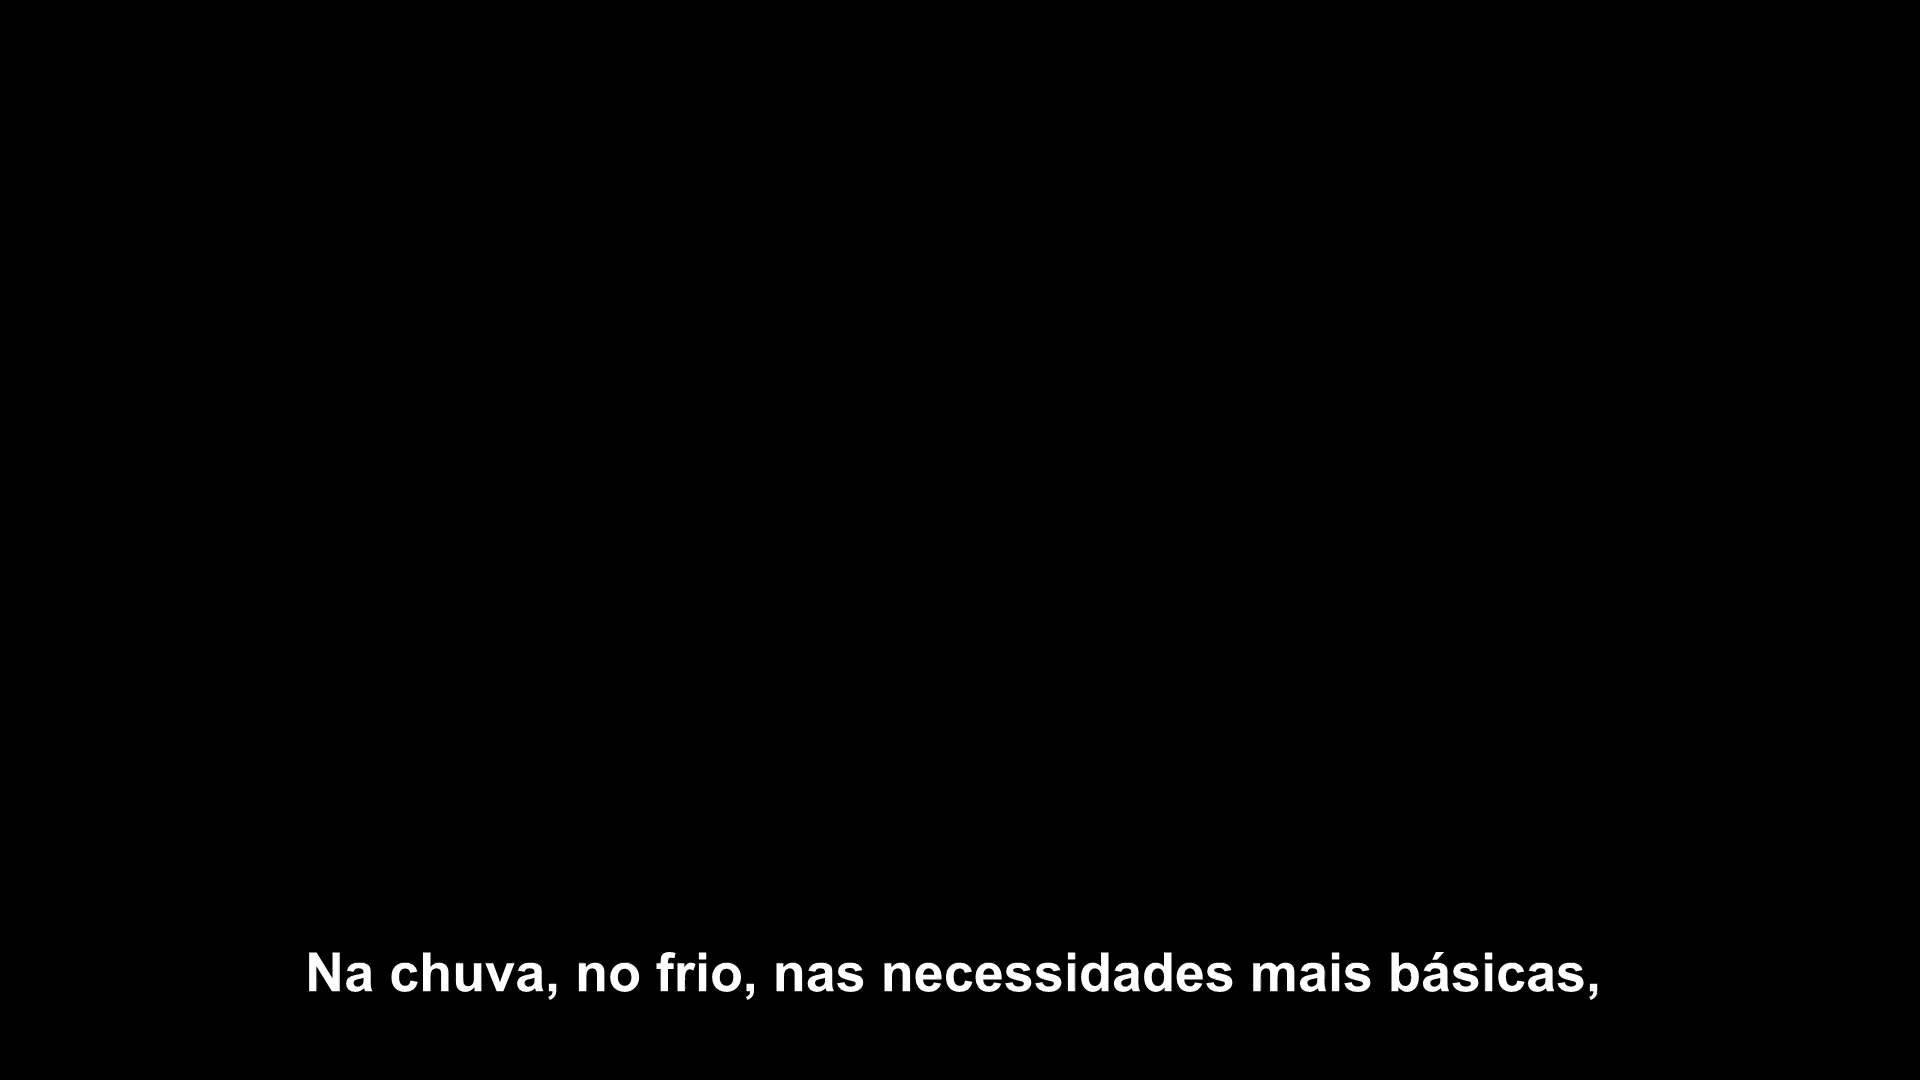 Na chuva, no frio, nas necessidades mais básicas,